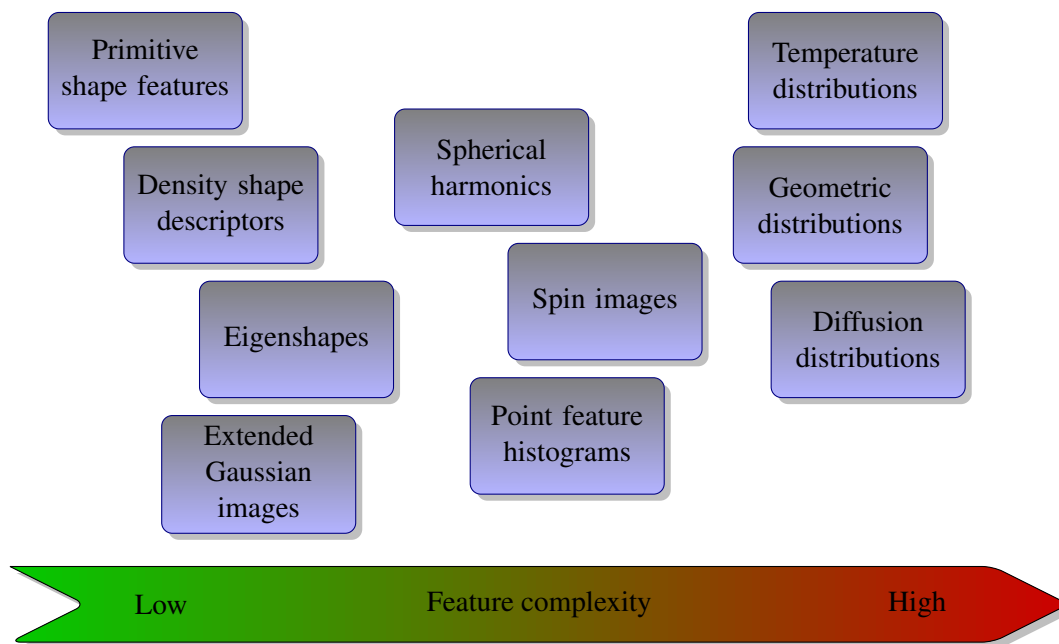 Primitive
shape features
Density shape
descriptors
Eigenshapes
Extended
Gaussian
images
Spherical
harmonics
Spin images
Point feature
histograms
Temperature
distributions
Geometric
distributions
Diffusion
distributions
Low
Feature complexity
High